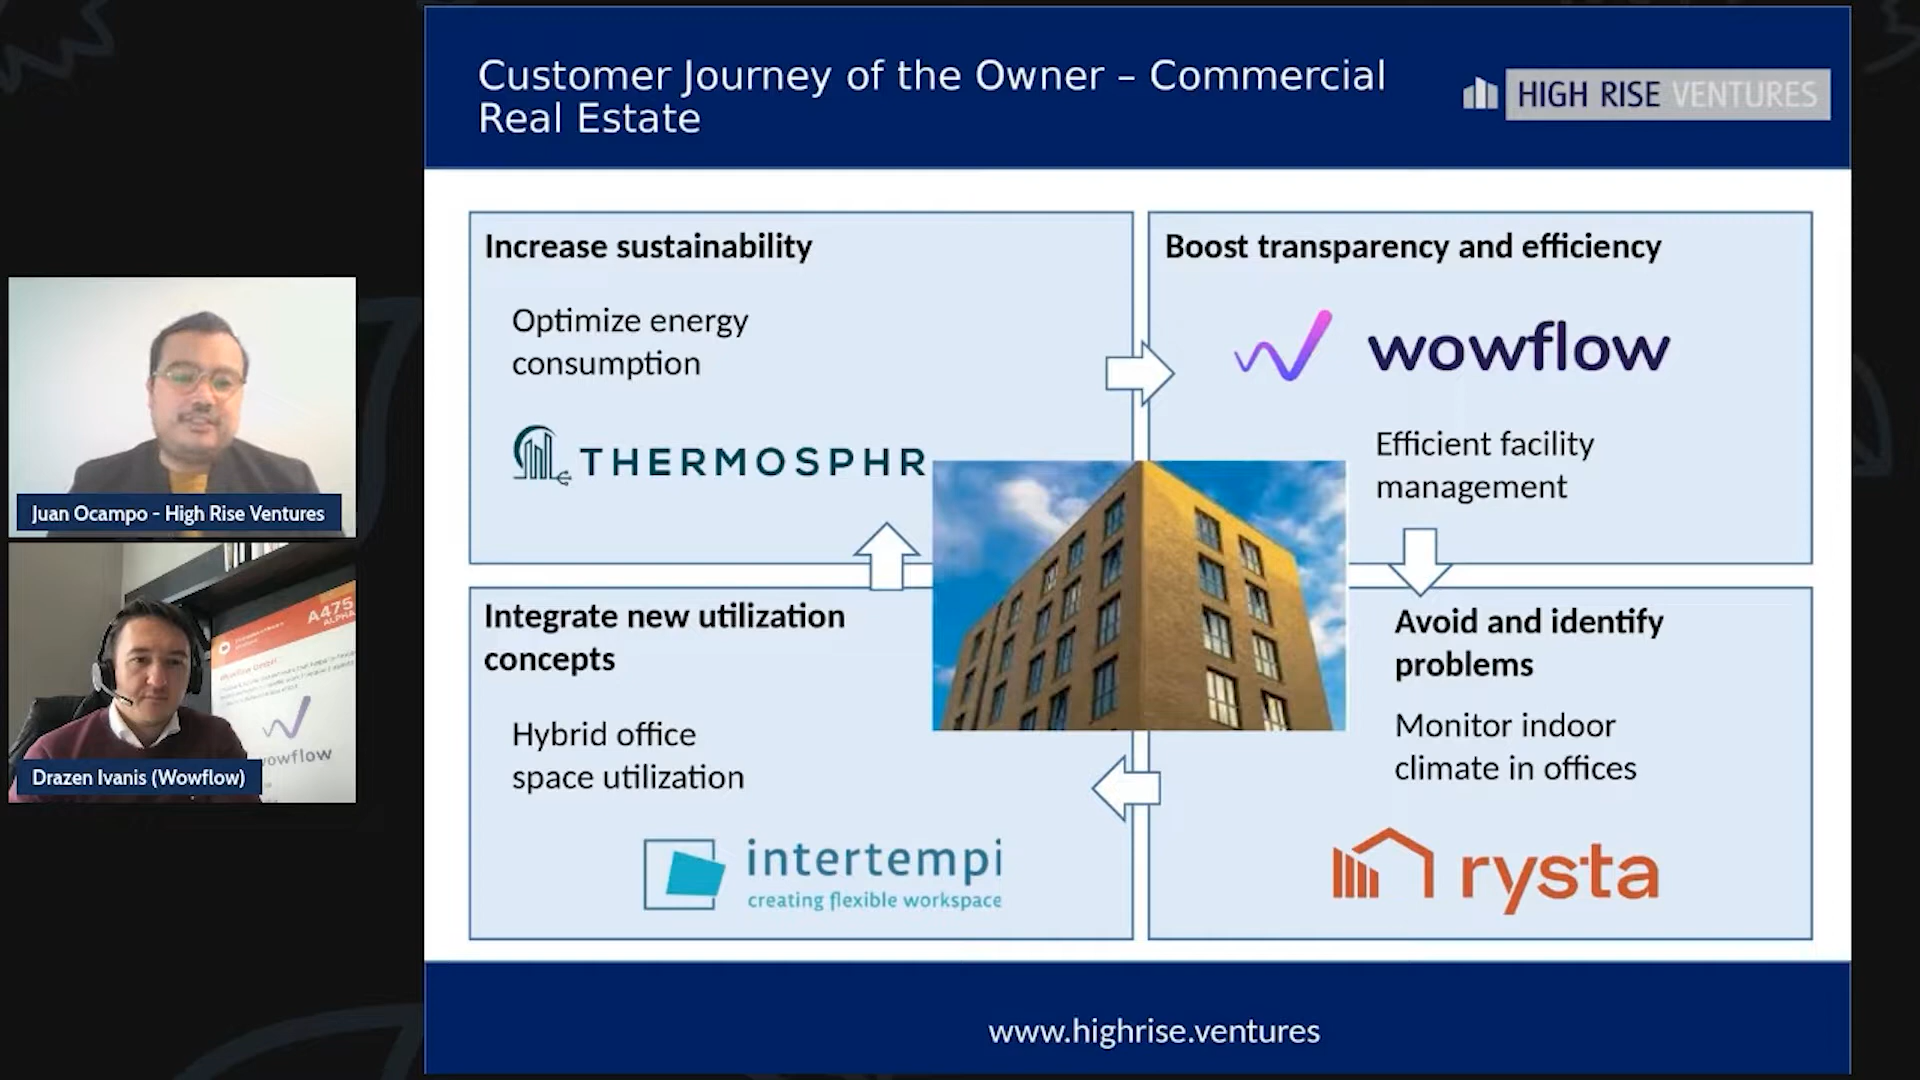 Customer Journey of the Owner – Commercial
Real Estate
HIGH RISE VENTURES
Increase sustainability
Optimize energy
consumption
THERMOSPHR
Boost transparency and efficiency
wowflow
Efficient facility
management
Integrate new utilization
concepts
Hybrid office
space utilization
intertempi
creating flexible workspace
Avoid and identify
problems
Monitor indoor
climate in offices
rysta
www.highrise.ventures
Juan Ocampo - High Rise Ventures
A475
ALPHA
wowflow
Drazen Ivanis (Wowflow)